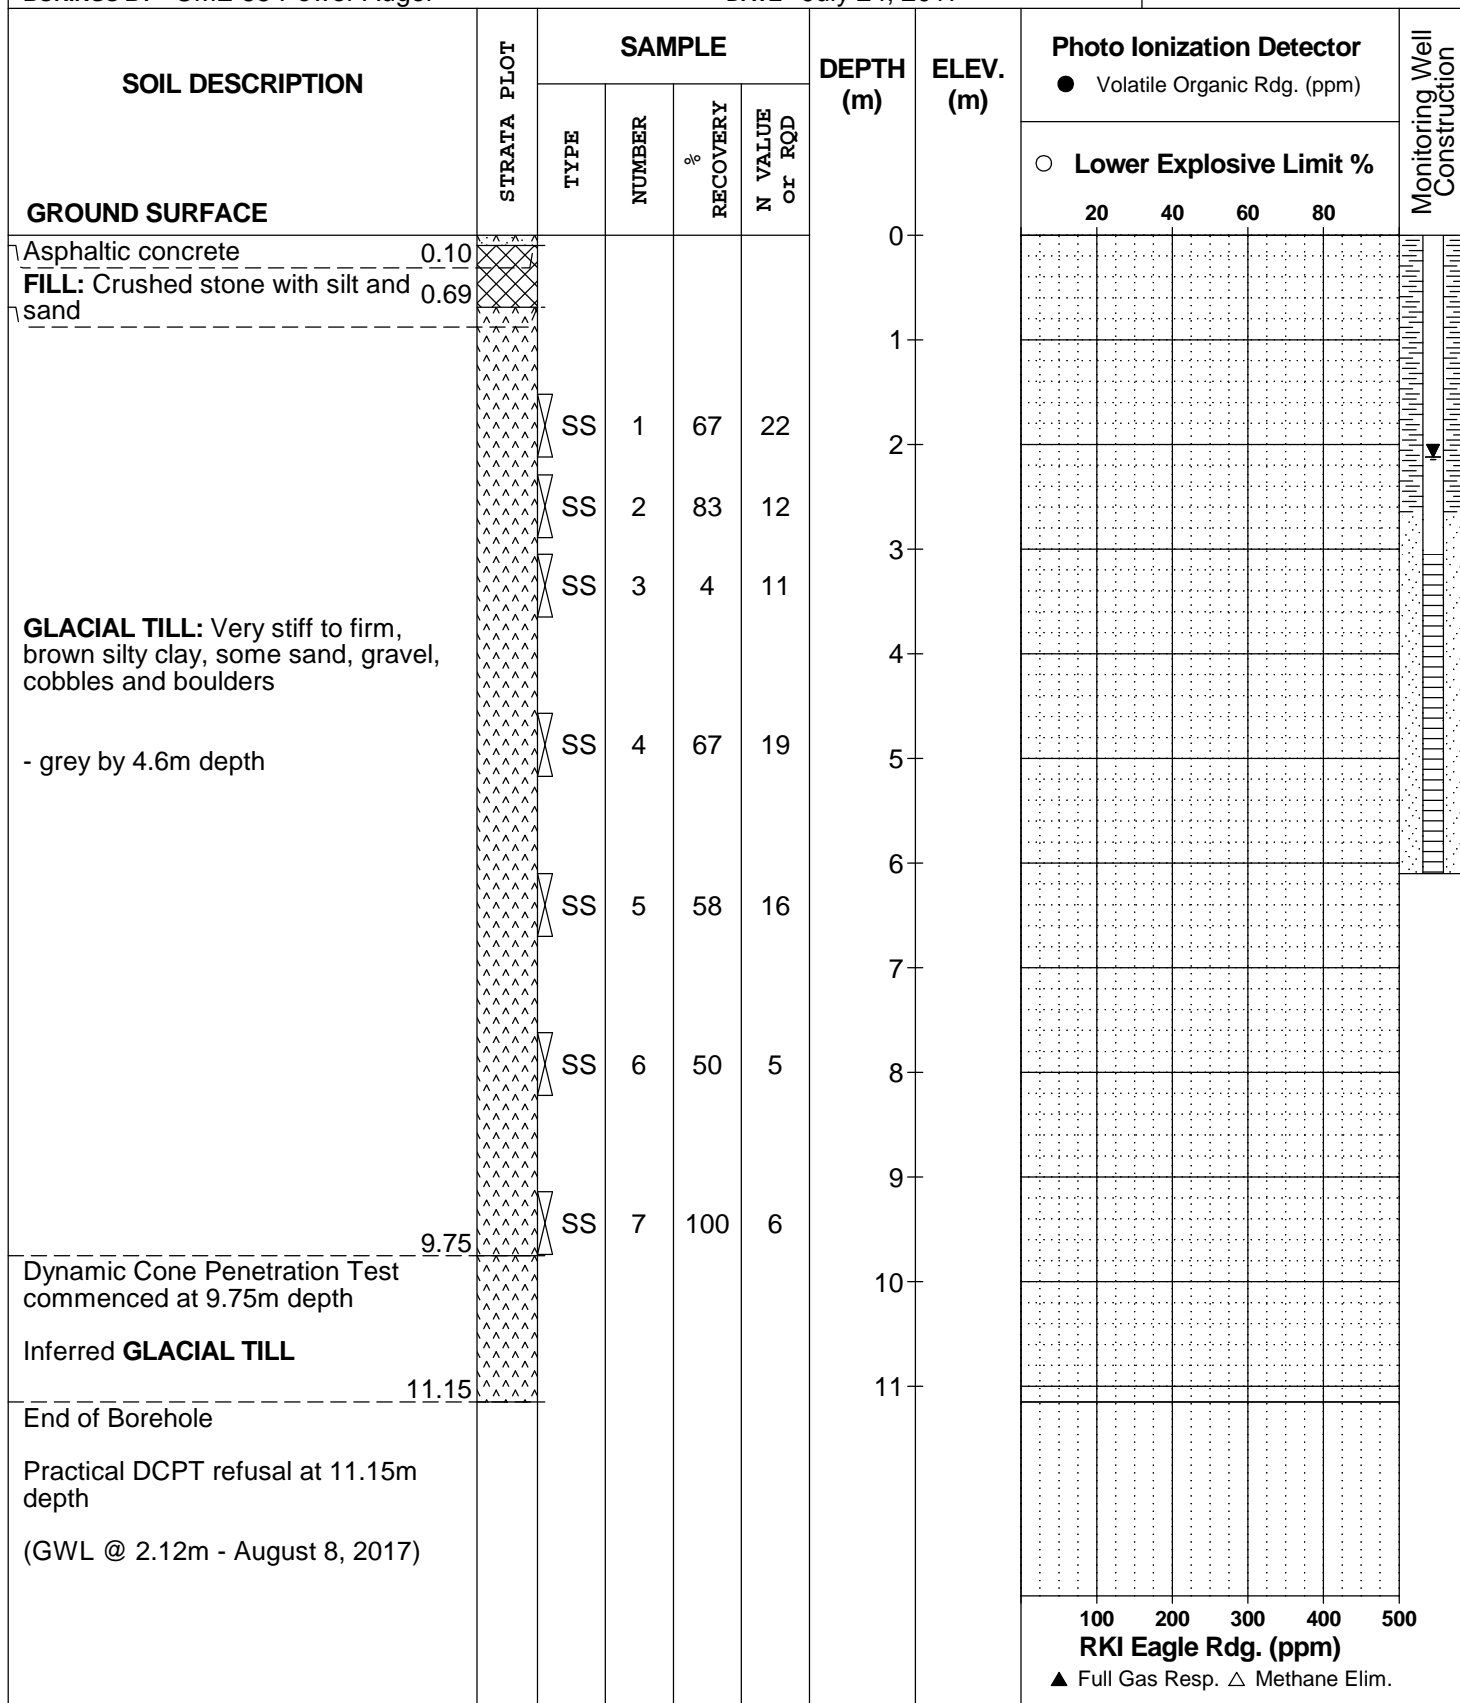 SOIL DESCRIPTION
GROUND SURFACE
STRATA PLOT
SAMPLE
TYPE
NUMBER
%
RECOVERY
N VALUE
or RQD
DEPTH
(m)
ELEV.
(m)
Photo Ionization Detector
● Volatile Organic Rdg. (ppm)
○ Lower Explosive Limit %
20 40 60 80
Monitoring Well
Construction
0
Asphaltic concrete 0.10
FILL: Crushed stone with silt and 0.69
sand
1
SS 1 67 22
2
SS 2 83 12
3
SS 3 4 11
GLACIAL TILL: Very stiff to firm,
brown silty clay, some sand, gravel,
cobbles and boulders
4
- grey by 4.6m depth
SS 4 67 19
5
6
SS 5 58 16
7
SS 6 50 5
8
9
SS 7 100 6
9.75
Dynamic Cone Penetration Test
commenced at 9.75m depth
10
Inferred GLACIAL TILL
11
11.15
End of Borehole
Practical DCPT refusal at 11.15m
depth
(GWL @ 2.12m - August 8, 2017)
100 200 300 400 500
RKI Eagle Rdg. (ppm)
▲ Full Gas Resp. △ Methane Elim.